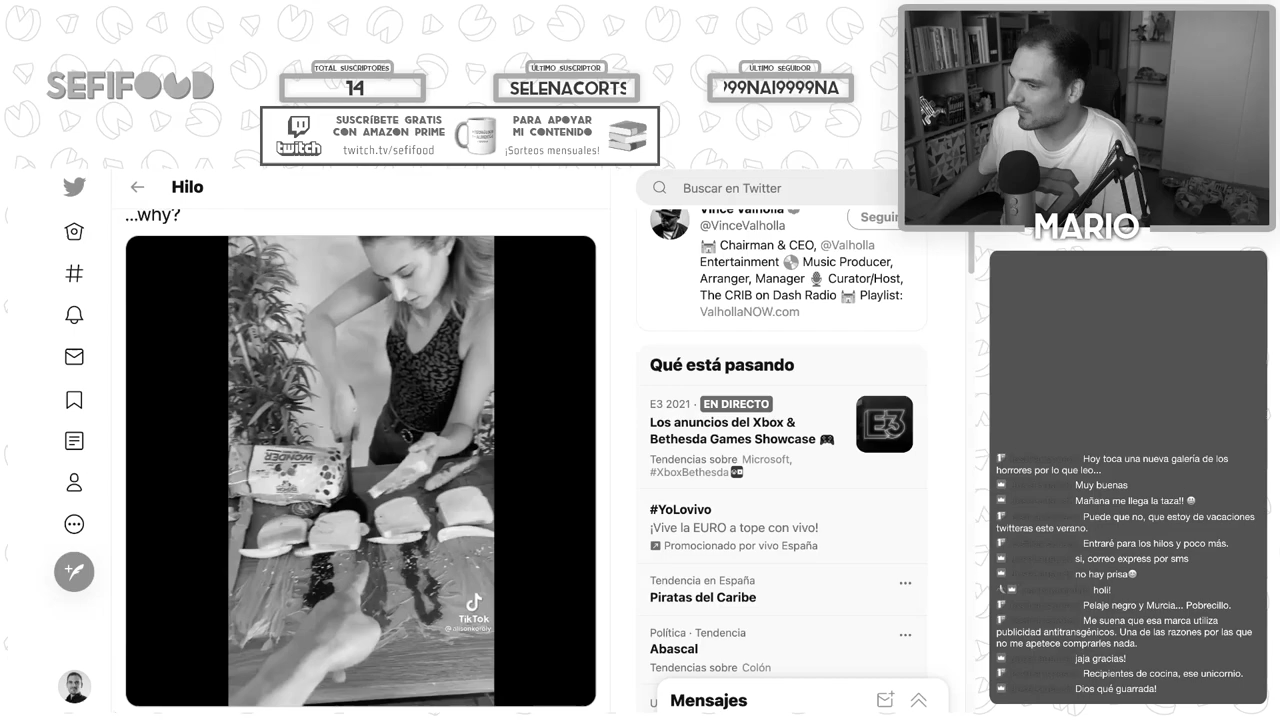 SEFIFOOD
TOTAL SUSCRIPTORES
14
ÚLTIMO SUSCRIPTOR
SELENACORTS
ÚLTIMO SEGUIDOR
999NAI9999NA
SUSCRÍBETE GRATIS
CON AMAZON PRIME
twitch
twitch.tv/sefifood
PARA APOYAR
MI CONTENIDO
¡Sorteos mensuales!
MARIO
Hilo
...why?
WONDER
TikTok
Buscar en Twitter
Vince Valholla
@VinceValholla
Seguir
Chairman & CEO, @Valholla
Entertainment Music Producer,
Arranger, Manager Curator/Host,
The CRIB on Dash Radio Playlist:
ValhollaNOW.com
Qué está pasando
E3 2021 · EN DIRECTO
Los anuncios del Xbox &
Bethesda Games Showcase
Tendencias sobre Microsoft,
#XboxBethesda
E3
#YoLovivo
¡Vive la EURO a tope con vivo!
Promocionado por vivo España
Tendencia en España
Piratas del Caribe
Política · Tendencia
Abascal
Tendencias sobre Colón
U
Mensajes
Hoy toca una nueva galería de los
horrores por lo que leo...
Muy buenas
Mañana me llega la taza!!
Puede que no, que estoy de vacaciones
twitteras este verano.
Entraré para los hilos y poco más.
si, correo express por sms
no hay prisa
holi!
Pelaje negro y Murcia... Pobrecillo.
Me suena que esa marca utiliza
publicidad antitransgénicos. Una de las razones por las que
no me apetece comprarles nada.
jaja gracias!
Recipientes de cocina, ese unicornio.
Dios qué guarrada!